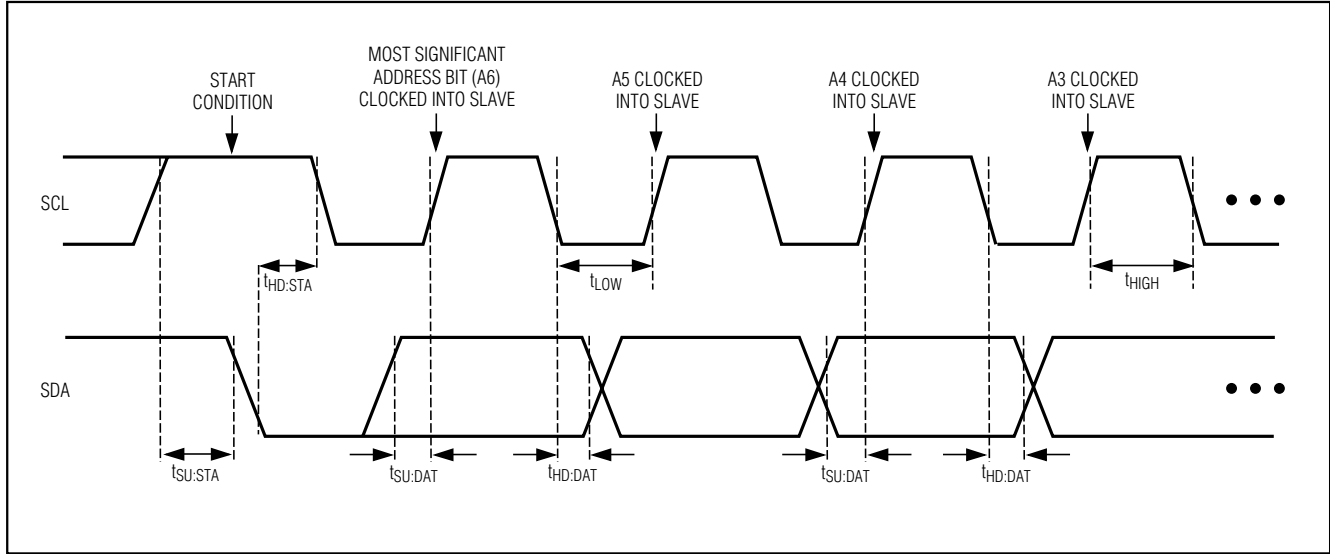 START
CONDITION
MOST SIGNIFICANT
ADDRESS BIT (A6)
CLOCKED INTO SLAVE
A5 CLOCKED
INTO SLAVE
A4 CLOCKED
INTO SLAVE
A3 CLOCKED
INTO SLAVE
SCL
tHD:STA
tLOW
tHIGH
SDA
tSU:STA
tSU:DAT
tHD:DAT
tSU:DAT
tHD:DAT